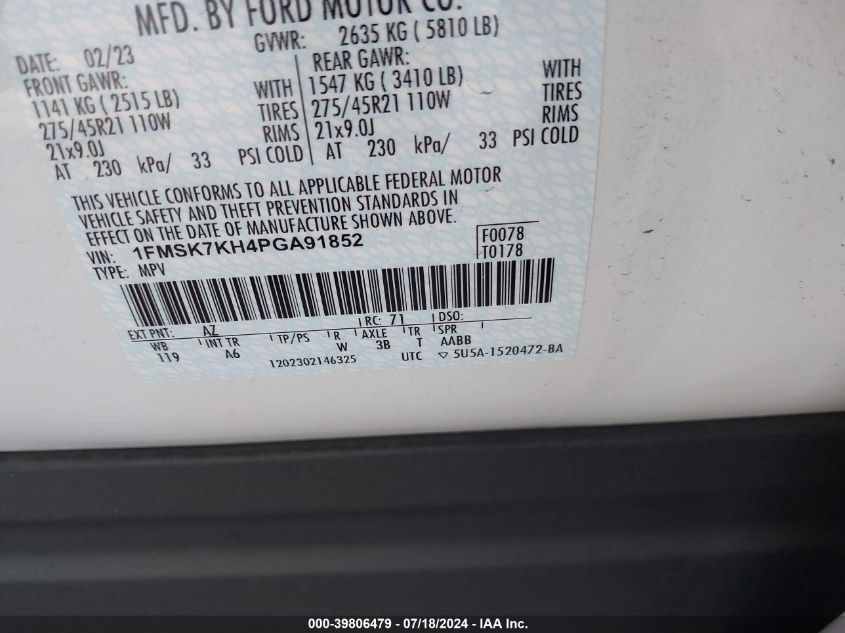 MFD. BY FORD MOTOR CO.
DATE: 02/23 GVWR: 2635 KG ( 5810 LB)
FRONT GAWR: REAR GAWR:
1141 KG ( 2515 LB) WITH 1547 KG ( 3410 LB) WITH
275/45R21 110W TIRES 275/45R21 110W TIRES
21x9.0J RIMS 21x9.0J RIMS
AT 230 kPa/ 33 PSI COLD AT 230 kPa/ 33 PSI COLD
THIS VEHICLE CONFORMS TO ALL APPLICABLE FEDERAL MOTOR
VEHICLE SAFETY AND THEFT PREVENTION STANDARDS IN
EFFECT ON THE DATE OF MANUFACTURE SHOWN ABOVE.
VIN: 1FMSK7KH4PGA91852 F0078
TYPE: MPV T0178
EXT PNT: AZ RC: 71 DSO:
WB INT TR TP/PS R AXLE TR SPR
119 A6 W 3B T AABB
1202302146325 UTC ▽ 5U5A-1520472-BA
000-39806479 - 07/18/2024 - IAA Inc.